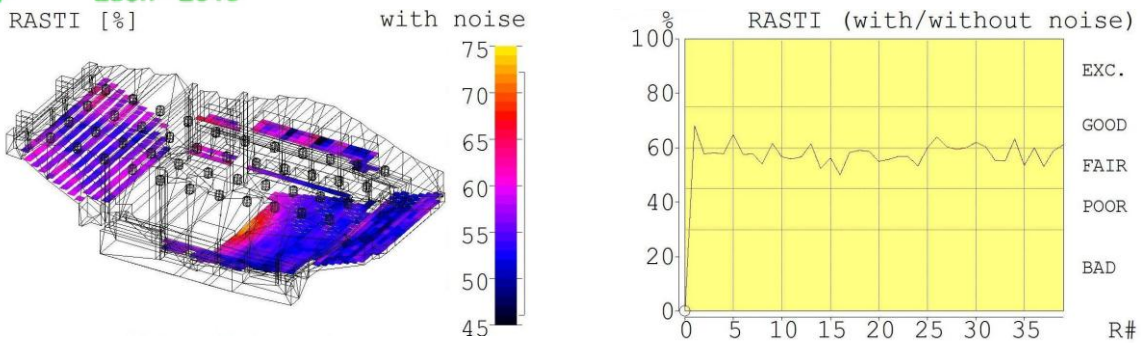 RASTI [%]
with noise
75
70
65
60
55
50
45
% RASTI (with/without noise)
100
80
60
40
20
0
EXC.
GOOD
FAIR
POOR
BAD
0 5 10 15 20 25 30 35 R#